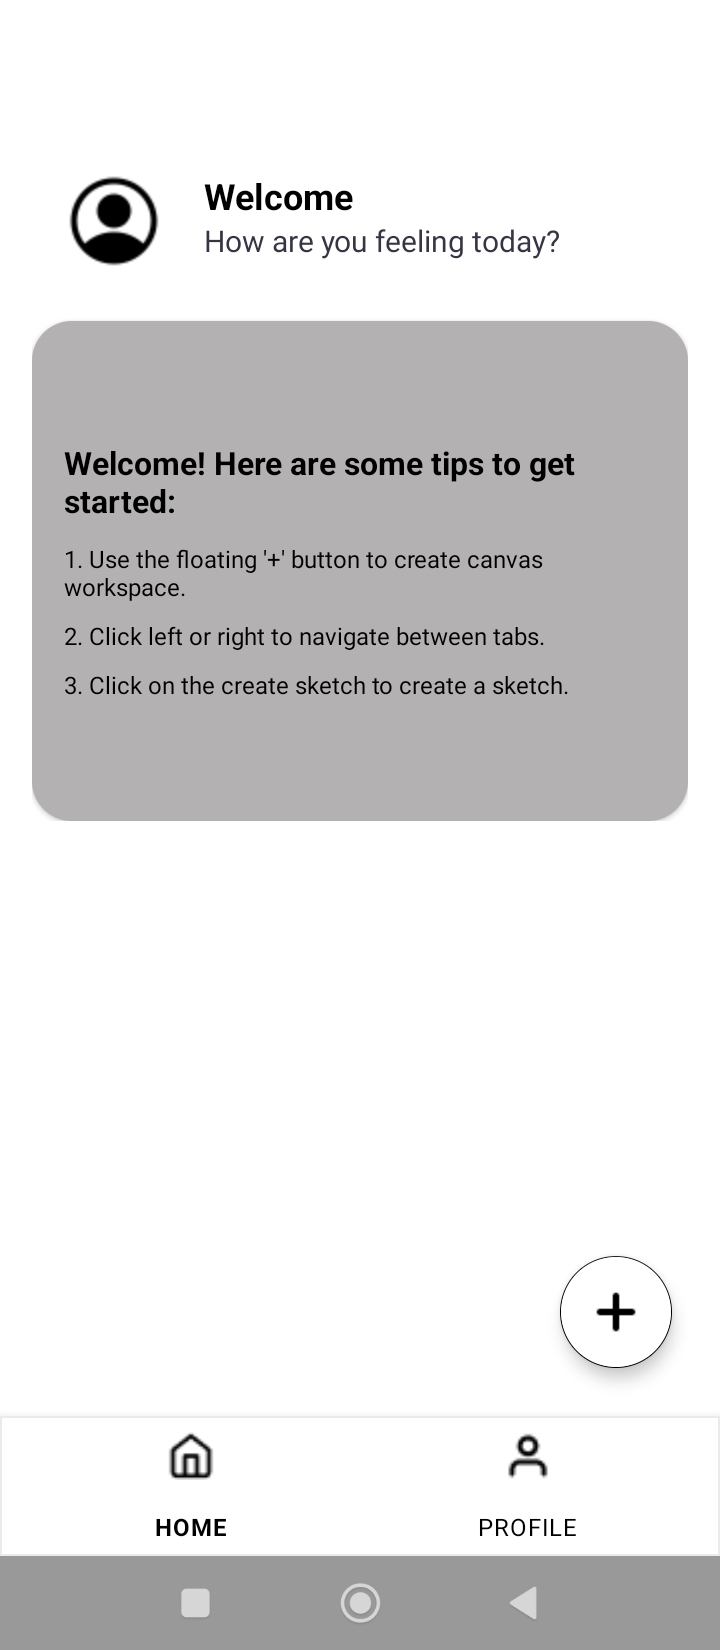 Welcome
How are you feeling today?
Welcome! Here are some tips to get
started:
1. Use the floating '+' button to create canvas
workspace.
2. Click left or right to navigate between tabs.
3. Click on the create sketch to create a sketch.
HOME
PROFILE